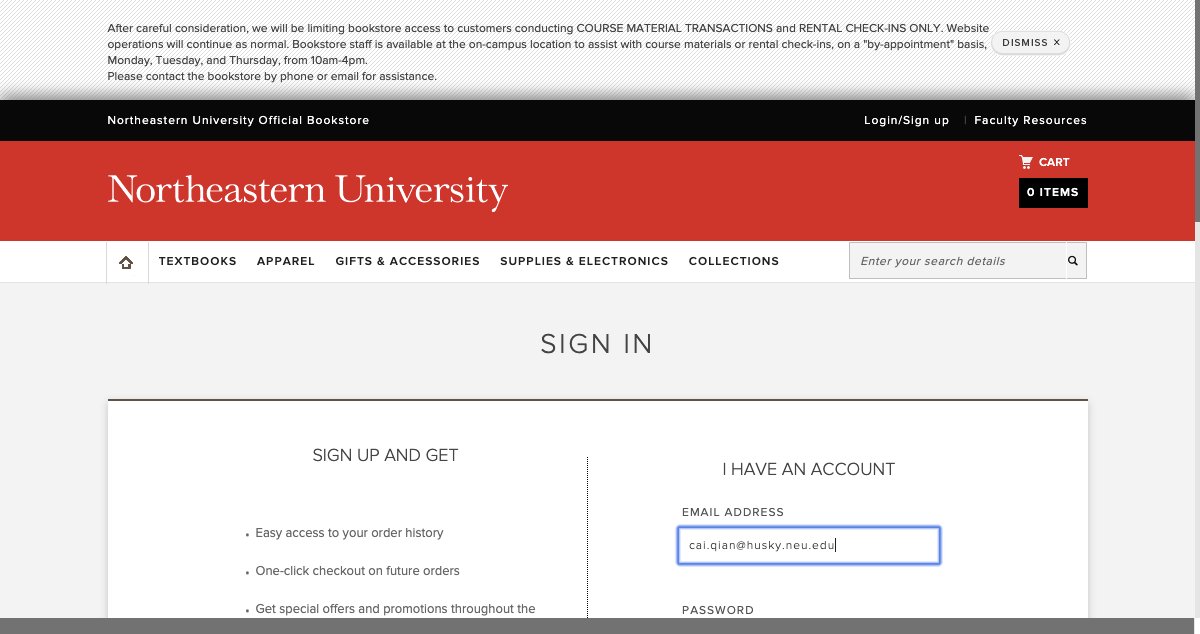 After careful consideration, we will be limiting bookstore access to customers conducting COURSE MATERIAL TRANSACTIONS and RENTAL CHECK-INS ONLY. Website
operations will continue as normal. Bookstore staff is available at the on-campus location to assist with course materials or rental check-ins, on a "by-appointment" basis,
Monday, Tuesday, and Thursday, from 10am-4pm.
Please contact the bookstore by phone or email for assistance.
DISMISS ×
Northeastern University Official Bookstore
Login/Sign up | Faculty Resources
CART
Northeastern University
0 ITEMS
TEXTBOOKS APPAREL GIFTS & ACCESSORIES SUPPLIES & ELECTRONICS COLLECTIONS
Enter your search details
SIGN IN
SIGN UP AND GET
• Easy access to your order history
• One-click checkout on future orders
• Get special offers and promotions throughout the
I HAVE AN ACCOUNT
EMAIL ADDRESS
cai.qian@husky.neu.edu
PASSWORD